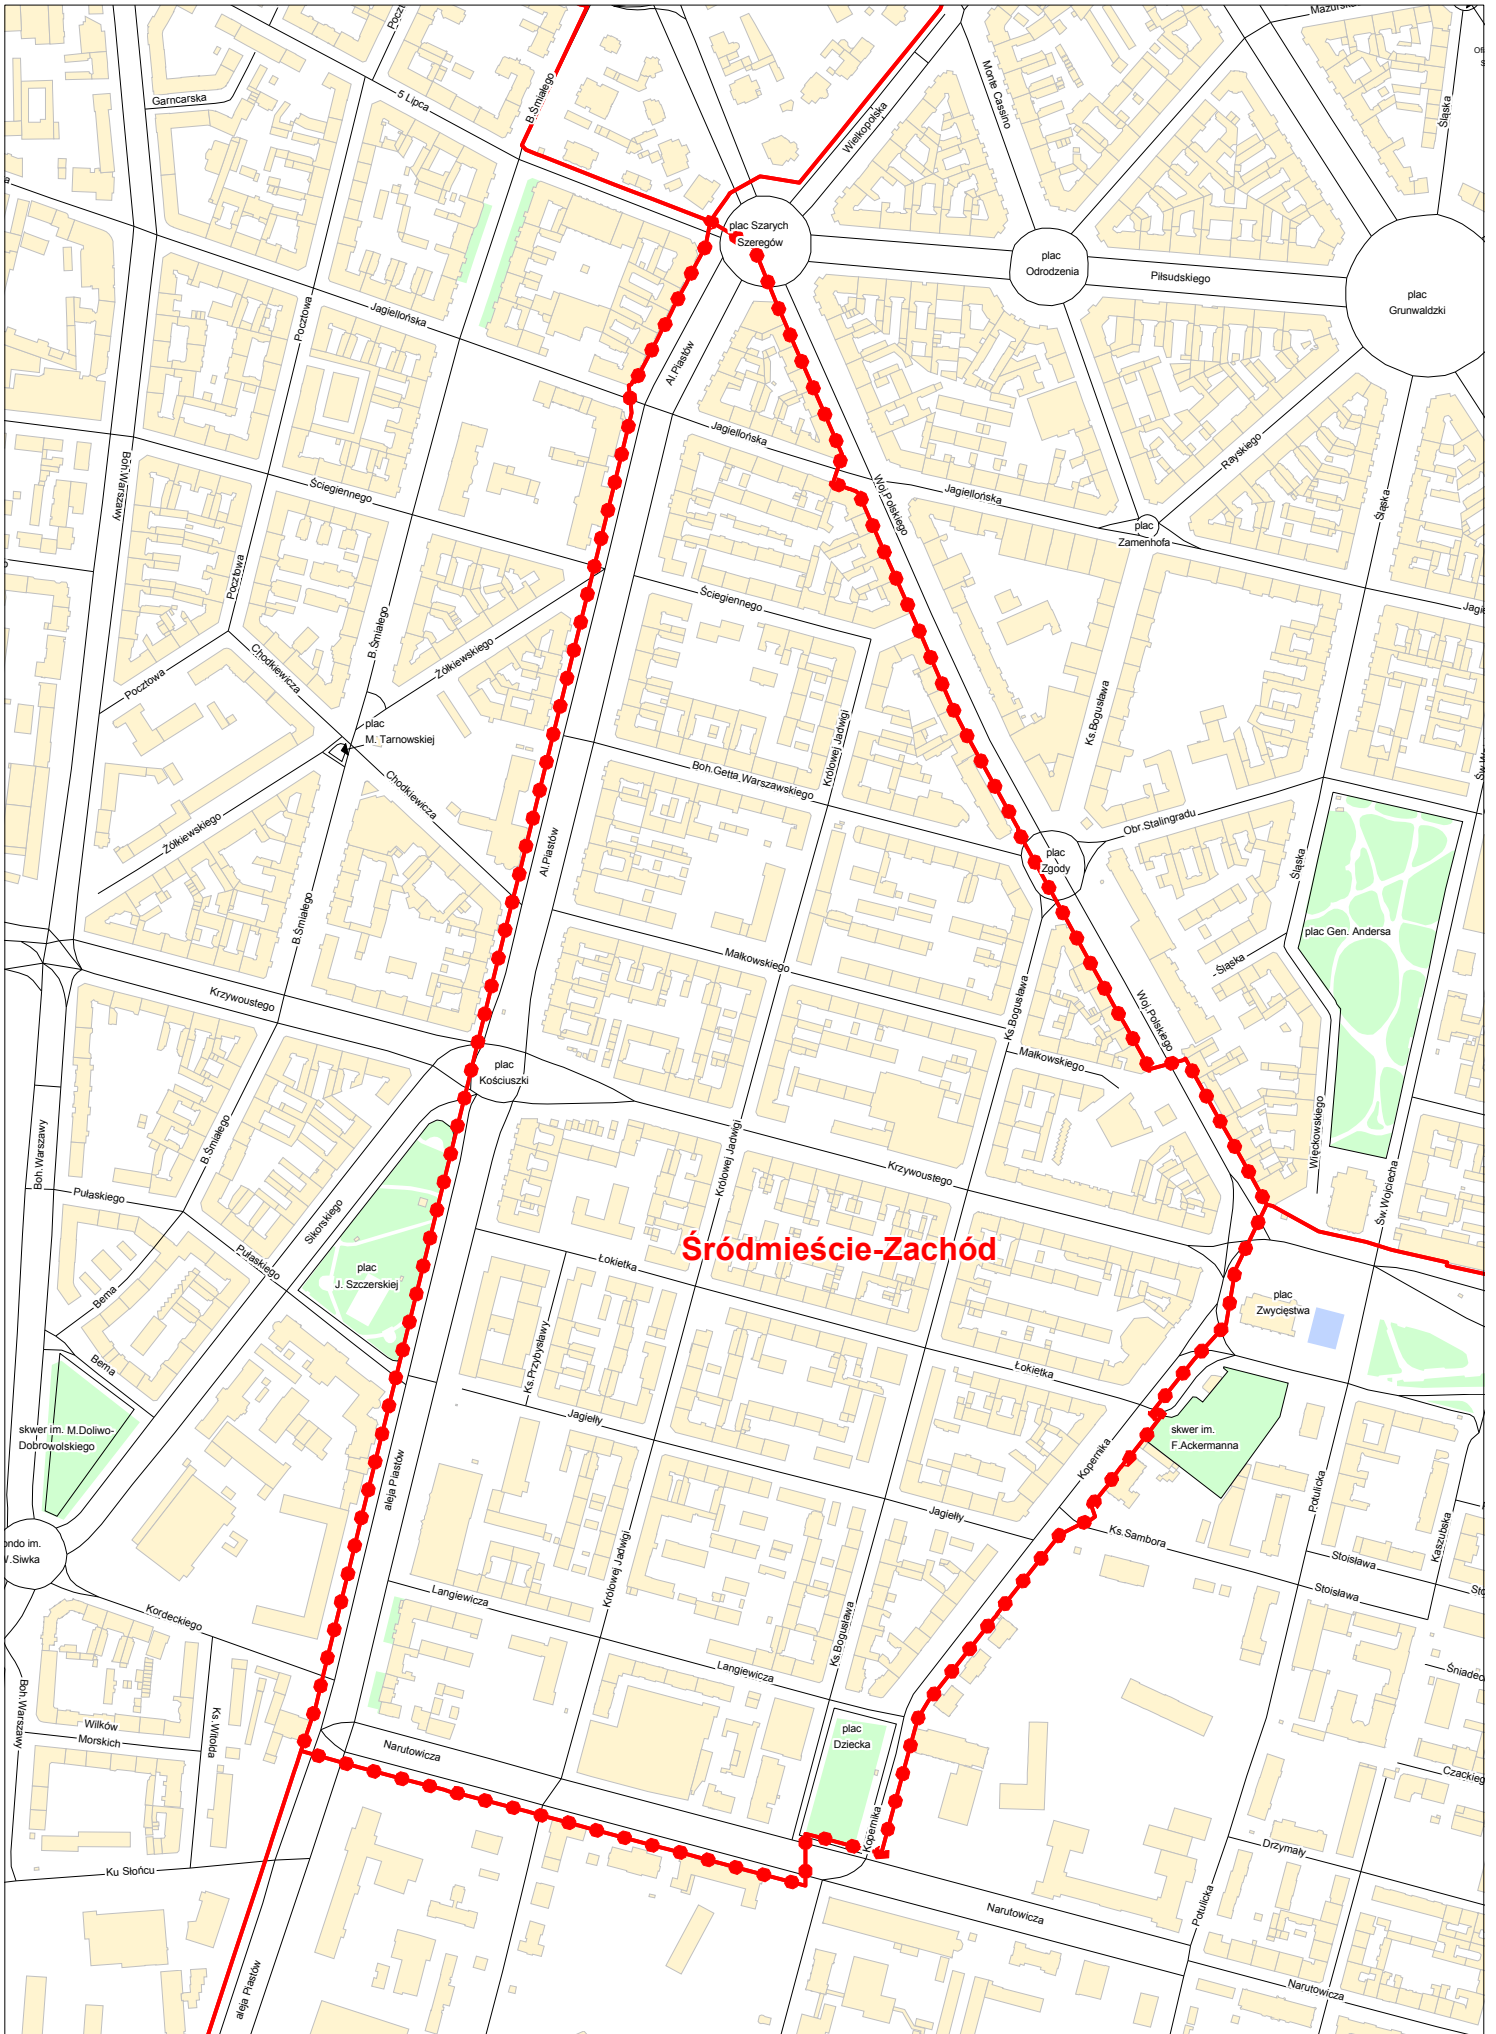 Mazurska
Garncarska
5 Lipca
B.Śmiałego
Wielkopolska
Monte Cassino
Śląska
plac Szarych
Szeregów
plac
Odrodzenia
Piłsudskiego
plac
Grunwaldzki
Pocztowa
Jagiellońska
Al.Piastów
Jagiellońska
Rayskiego
Boh.Warszawy
Ściegiennego
Woj.Polskiego
Jagiellońska
Śląska
plac
Zamenhofa
Pocztowa
Ściegiennego
B.Śmiałego
Żółkiewskiego
Chodkiewicza
Pocztowa
Ks.Bogusława
plac
M. Tarnowskiej
Królowej Jadwigi
Boh.Getta Warszawskiego
Chodkiewicza
Żółkiewskiego
Al.Piastów
Obr.Stalingradu
plac
Zgody
Śląska
B.Śmiałego
plac Gen. Andersa
Małkowskiego
Śląska
Krzywoustego
Ks.Bogusława
Woj.Polskiego
plac
Kościuszki
Małkowskiego
Boh.Warszawy
B.Śmiałego
Królowej Jadwigi
Więckowskiego
Krzywoustego
Pułaskiego
Sikorskiego
Św.Wojciecha
Pułaskiego
Śródmieście-Zachód
Łokietka
plac
J. Szczerskiej
Bema
plac
Zwycięstwa
Ks.Przybysławy
Bema
Łokietka
Jagiełły
skwer im. M.Doliwo-
Dobrowolskiego
skwer im.
F.Ackermanna
Kopernika
aleja Piastów
Potulicka
Jagiełły
Ks.Sambora
Kaszubska
Stoisława
Królowej Jadwigi
Langiewicza
Stoisława
Kordeckiego
Ks.Bogusława
Langiewicza
Boh.Warszawy
Ks.Witolda
Wilków
Morskich
plac
Dziecka
Narutowicza
Kopernika
Drzymały
Ku Słońcu
Potulicka
Narutowicza
aleja Piastów
Narutowicza